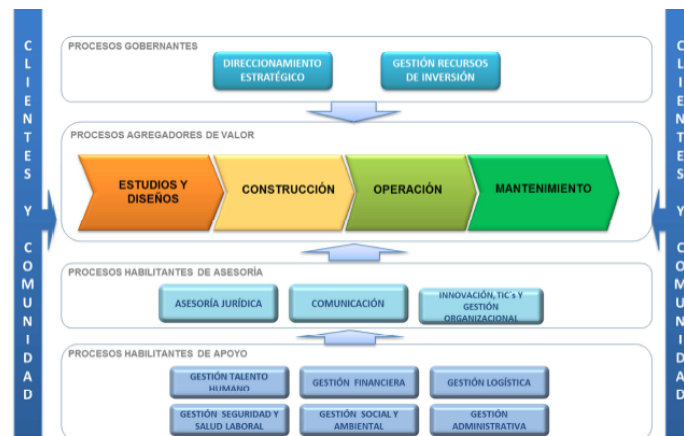 CLIENTES Y COMUNIDAD
PROCESOS GOBERNANTES
DIRECCIONAMIENTO
ESTRATÉGICO
GESTIÓN RECURSOS
DE INVERSIÓN
PROCESOS AGREGADORES DE VALOR
ESTUDIOS Y
DISEÑOS
CONSTRUCCIÓN
OPERACIÓN
MANTENIMIENTO
PROCESOS HABILITANTES DE ASESORÍA
ASESORÍA JURÍDICA
COMUNICACIÓN
INNOVACIÓN, TIC´s Y
GESTIÓN
ORGANIZACIONAL
PROCESOS HABILITANTES DE APOYO
GESTIÓN TALENTO
HUMANO
GESTIÓN FINANCIERA
GESTIÓN LOGÍSTICA
GESTIÓN SEGURIDAD Y
SALUD LABORAL
GESTIÓN SOCIAL Y
AMBIENTAL
GESTIÓN
ADMINISTRATIVA
CLIENTES Y COMUNIDAD